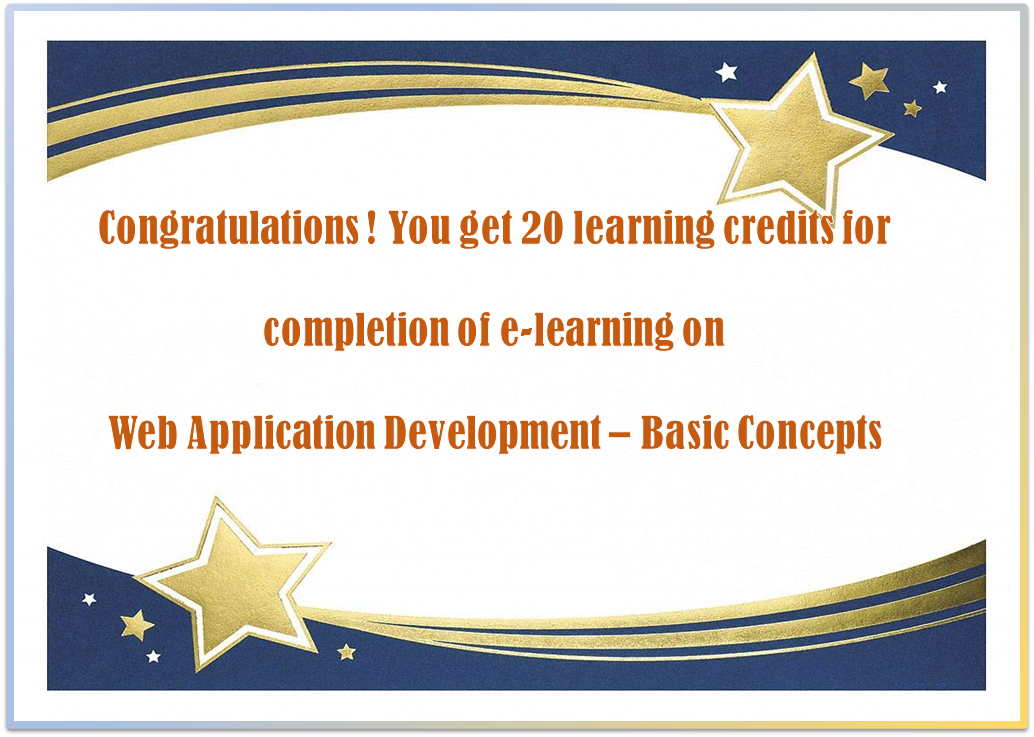 Congratulations ! You get 20 learning credits for
completion of e-learning on
Web Application Development – Basic Concepts